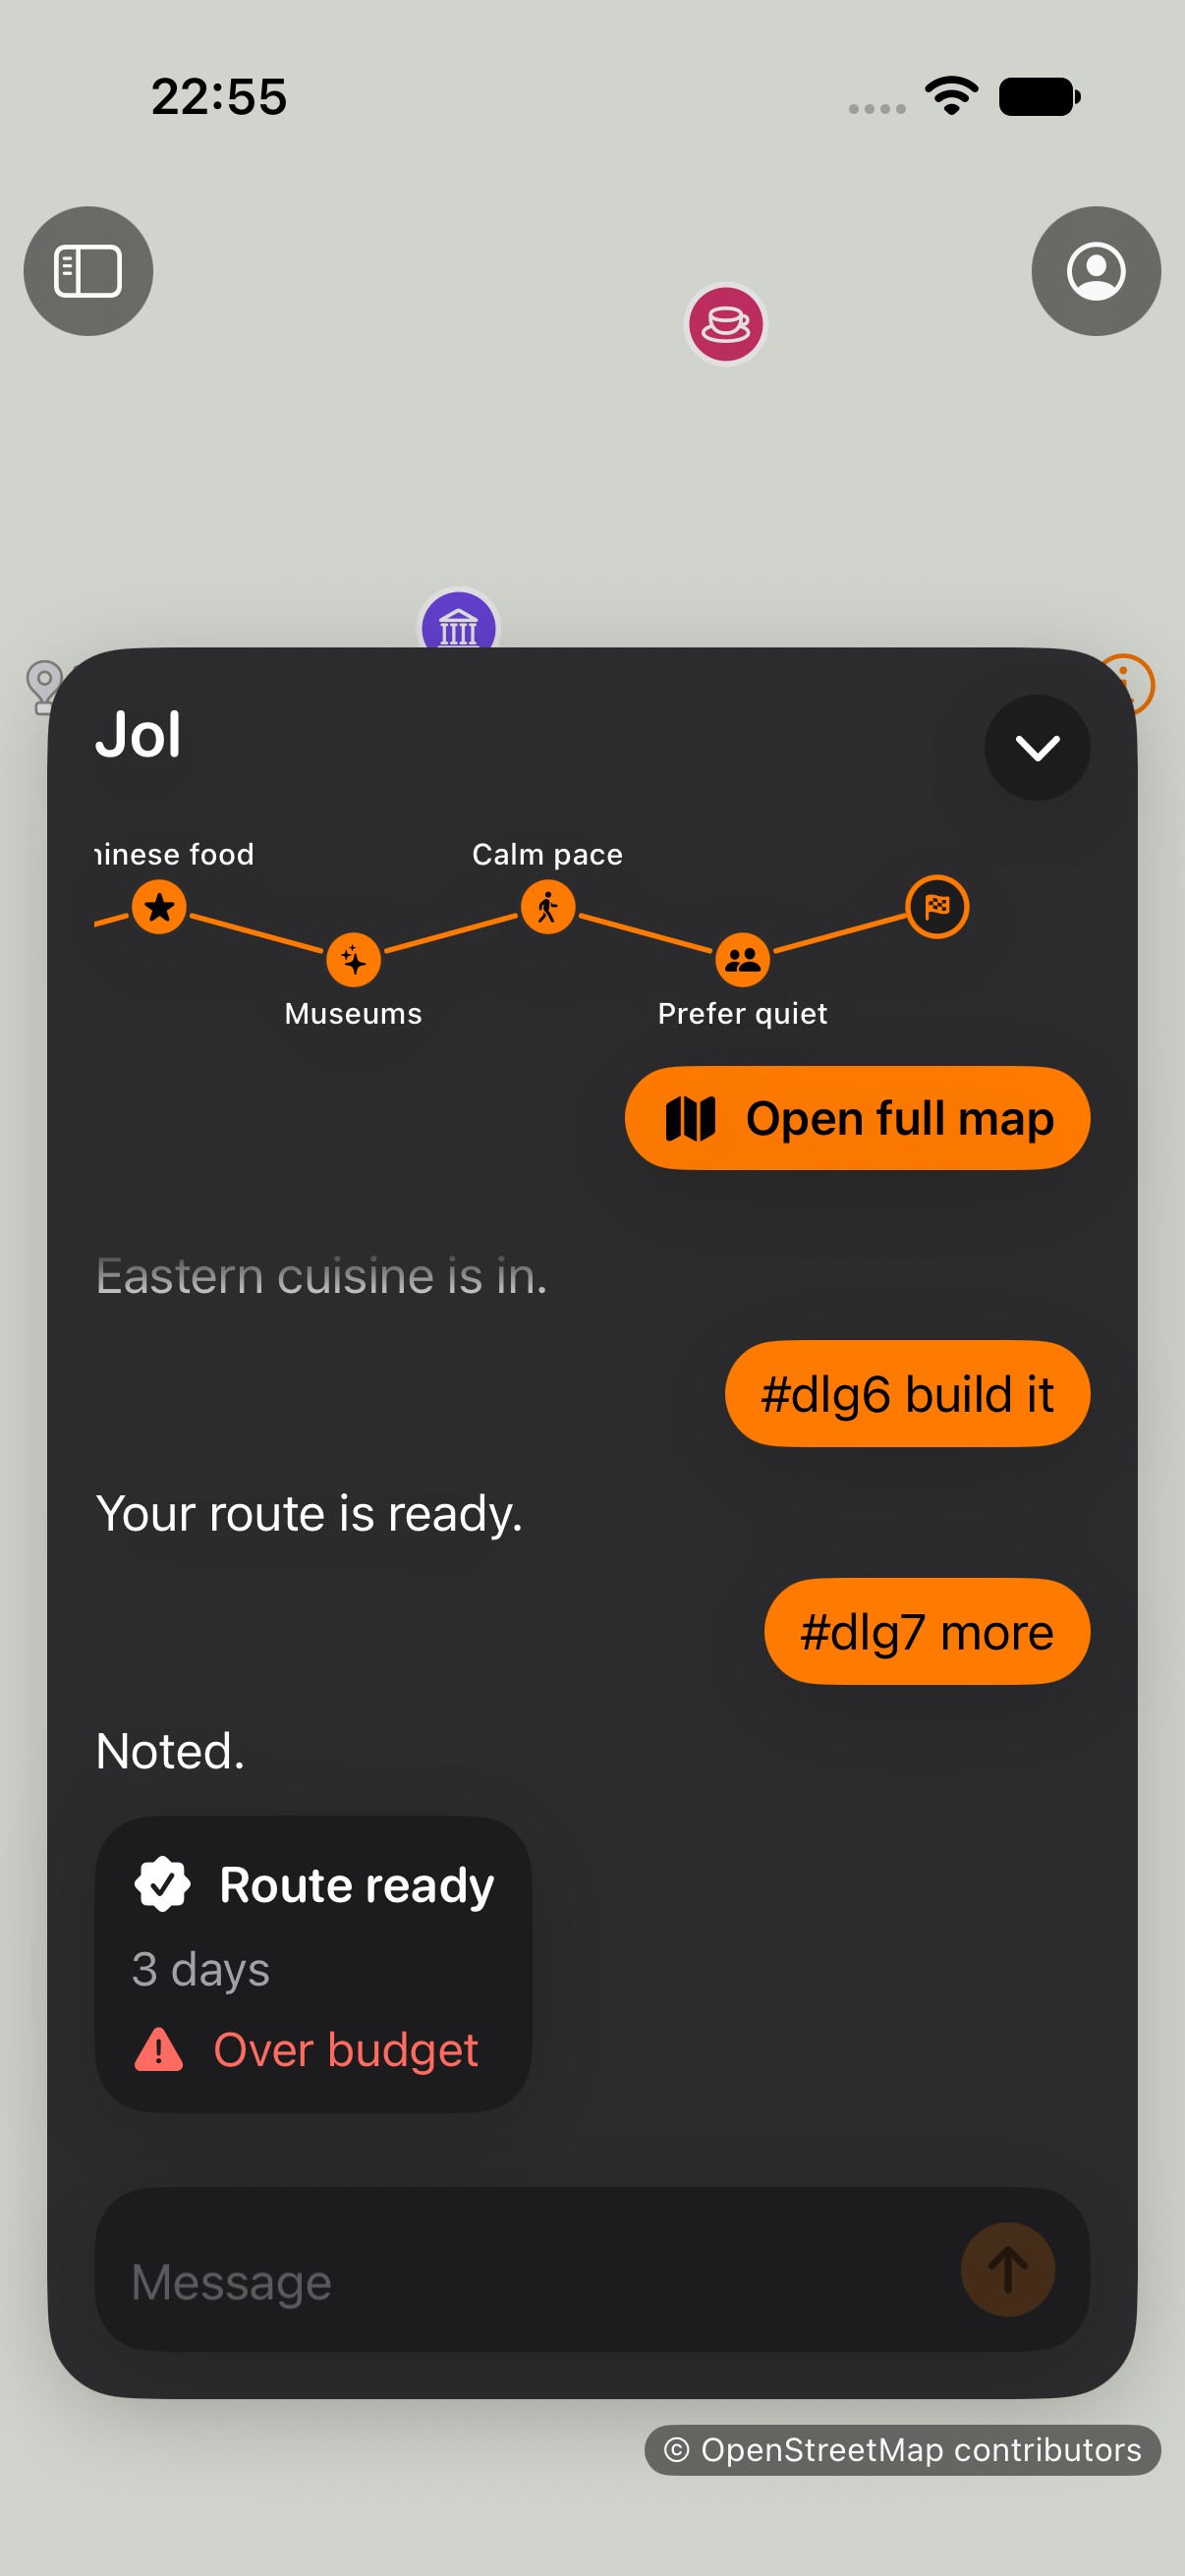 22:55
Jol
hinese food
Calm pace
Museums
Prefer quiet
Open full map
Eastern cuisine is in.
#dlg6 build it
Your route is ready.
#dlg7 more
Noted.
Route ready
3 days
Over budget
Message
© OpenStreetMap contributors